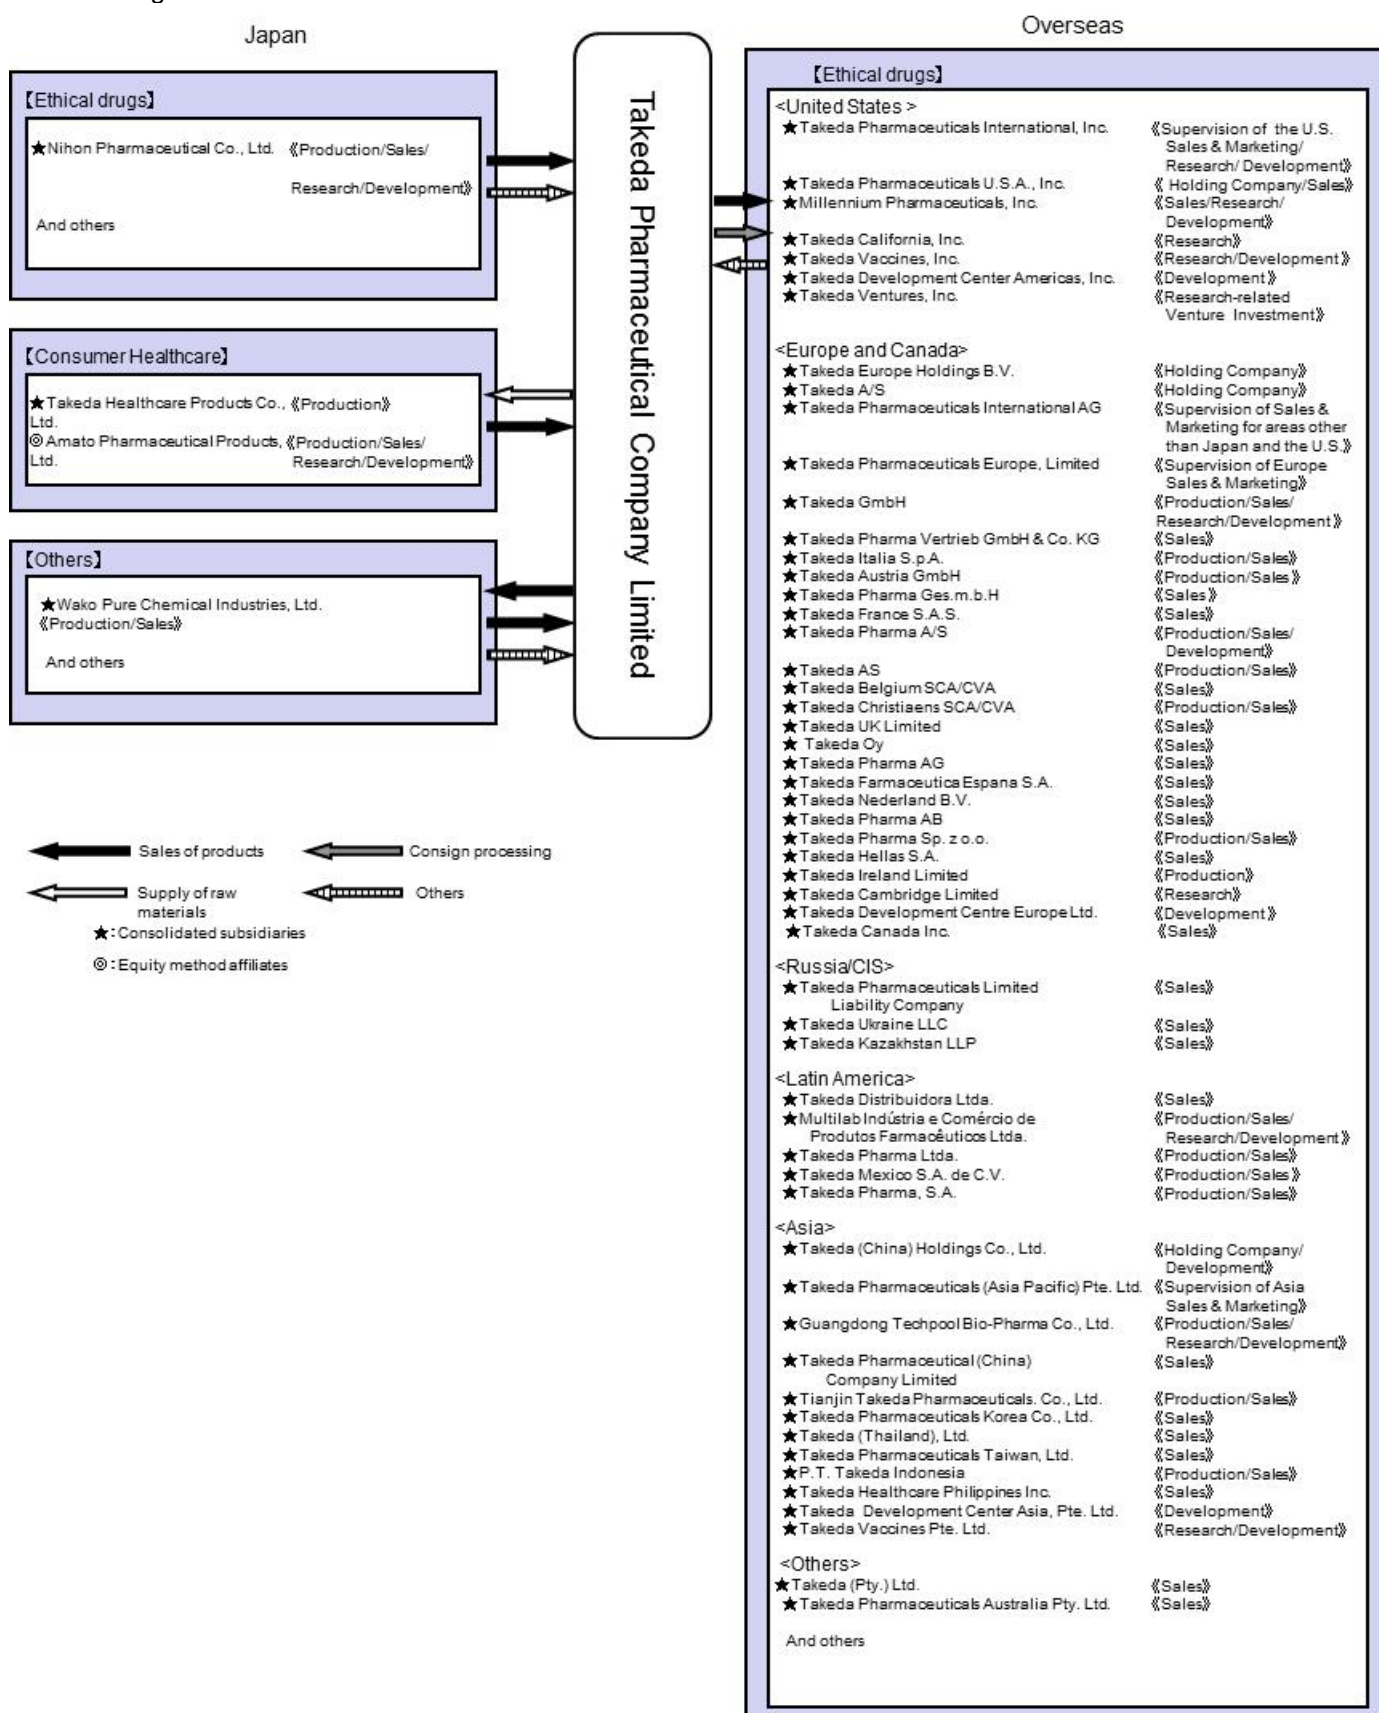 Japan
【Ethical drugs】
★Nihon Pharmaceutical Co., Ltd. 《Production/Sales/
Research/Development》
And others
【Consumer Healthcare】
★Takeda Healthcare Products Co., 《Production》
Ltd.
◎Amato Pharmaceutical Products, 《Production/Sales/
Ltd. Research/Development》
【Others】
★Wako Pure Chemical Industries, Ltd.
《Production/Sales》
And others
Sales of products
Consign processing
Supply of raw
materials
Others
★:Consolidated subsidiaries
◎:Equity method affiliates
Takeda Pharmaceutical Company Limited
Overseas
【Ethical drugs】
<United States >
★Takeda Pharmaceuticals International, Inc. 《Supervision of the U.S.
Sales & Marketing/
Research/ Development》
★Takeda Pharmaceuticals U.S.A., Inc. 《 Holding Company/Sales》
★Millennium Pharmaceuticals, Inc. 《Sales/Research/
Development》
★Takeda California, Inc. 《Research》
★Takeda Vaccines, Inc. 《Research/Development》
★Takeda Development Center Americas, Inc. 《Development》
★Takeda Ventures, Inc. 《Research-related
Venture Investment》
<Europe and Canada>
★Takeda Europe Holdings B.V. 《Holding Company》
★Takeda A/S 《Holding Company》
★Takeda Pharmaceuticals International AG 《Supervision of Sales &
Marketing for areas other
than Japan and the U.S.》
★Takeda Pharmaceuticals Europe, Limited 《Supervision of Europe
Sales & Marketing》
★Takeda GmbH 《Production/Sales/
Research/Development》
★Takeda Pharma Vertrieb GmbH & Co. KG 《Sales》
★Takeda Italia S.p.A. 《Production/Sales》
★Takeda Austria GmbH 《Production/Sales》
★Takeda Pharma Ges.m.b.H 《Sales》
★Takeda France S.A.S. 《Sales》
★Takeda Pharma A/S 《Production/Sales/
Development》
★Takeda AS 《Production/Sales》
★Takeda Belgium SCA/CVA 《Sales》
★Takeda Christiaens SCA/CVA 《Production/Sales》
★Takeda UK Limited 《Sales》
★ Takeda Oy 《Sales》
★Takeda Pharma AG 《Sales》
★Takeda Farmaceutica Espana S.A. 《Sales》
★Takeda Nederland B.V. 《Sales》
★Takeda Pharma AB 《Sales》
★Takeda Pharma Sp. z o.o. 《Production/Sales》
★Takeda Hellas S.A. 《Sales》
★Takeda Ireland Limited 《Production》
★Takeda Cambridge Limited 《Research》
★Takeda Development Centre Europe Ltd. 《Development》
★Takeda Canada Inc. 《Sales》
<Russia/CIS>
★Takeda Pharmaceuticals Limited 《Sales》
Liability Company
★Takeda Ukraine LLC 《Sales》
★Takeda Kazakhstan LLP 《Sales》
<Latin America>
★Takeda Distribuidora Ltda. 《Sales》
★Multilab Indústria e Comércio de 《Production/Sales/
Produtos Farmacêuticos Ltda. Research/Development》
★Takeda Pharma Ltda. 《Production/Sales》
★Takeda Mexico S.A. de C.V. 《Production/Sales》
★Takeda Pharma, S.A. 《Production/Sales》
<Asia>
★Takeda (China) Holdings Co., Ltd. 《Holding Company/
Development》
★Takeda Pharmaceuticals (Asia Pacific) Pte. Ltd. 《Supervision of Asia
Sales & Marketing》
★Guangdong Techpool Bio-Pharma Co., Ltd. 《Production/Sales/
Research/Development》
★Takeda Pharmaceutical (China) 《Sales》
Company Limited
★Tianjin Takeda Pharmaceuticals. Co., Ltd. 《Production/Sales》
★Takeda Pharmaceuticals Korea Co., Ltd. 《Sales》
★Takeda (Thailand), Ltd. 《Sales》
★Takeda Pharmaceuticals Taiwan, Ltd. 《Sales》
★P.T. Takeda Indonesia 《Production/Sales》
★Takeda Healthcare Philippines Inc. 《Sales》
★Takeda Development Center Asia, Pte. Ltd. 《Development》
★Takeda Vaccines Pte. Ltd. 《Research/Development》
<Others>
★Takeda (Pty.) Ltd. 《Sales》
★Takeda Pharmaceuticals Australia Pty. Ltd. 《Sales》
And others